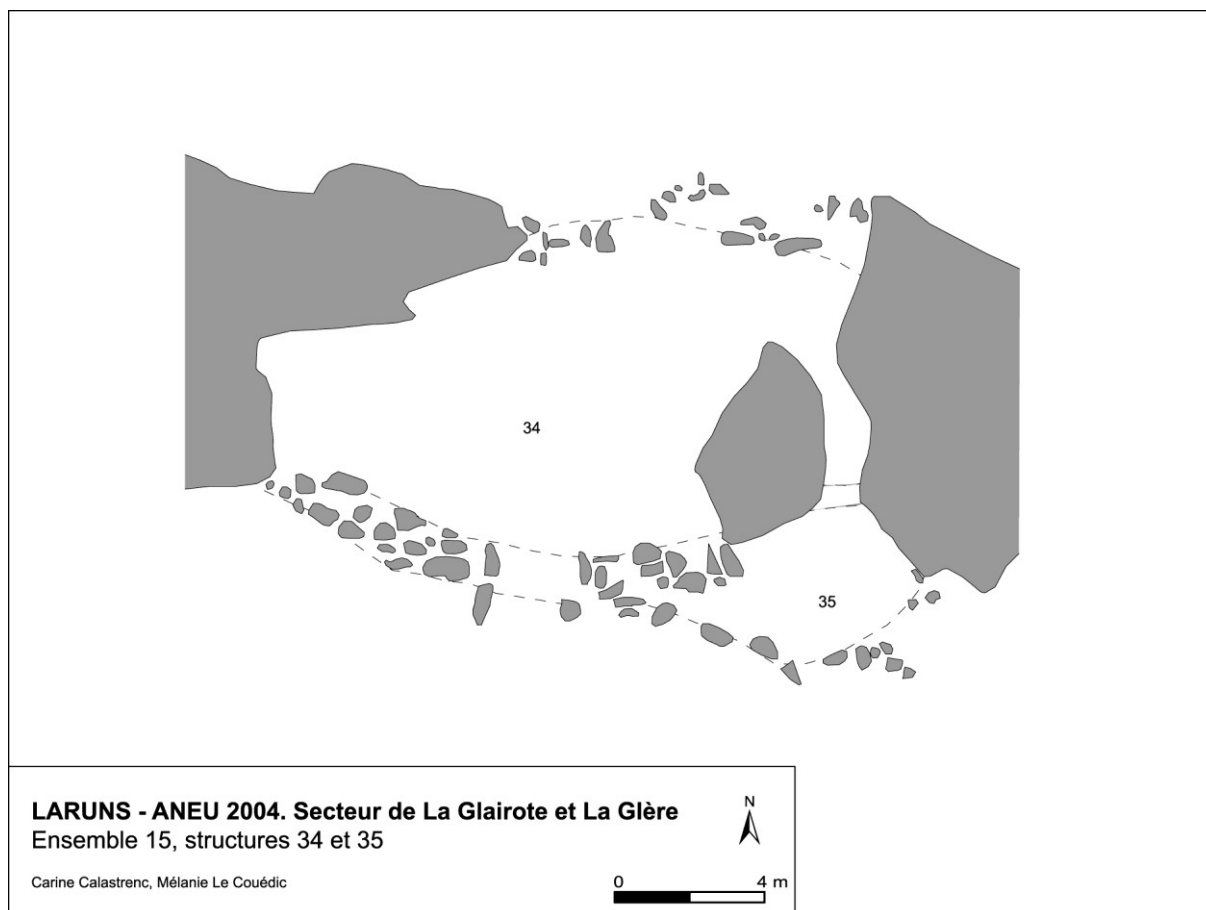 34
35
LARUNS - ANEU 2004. Secteur de La Glairote et La Glère
Ensemble 15, structures 34 et 35
Carine Calastrenc, Mélanie Le Couédic
N
0 4 m